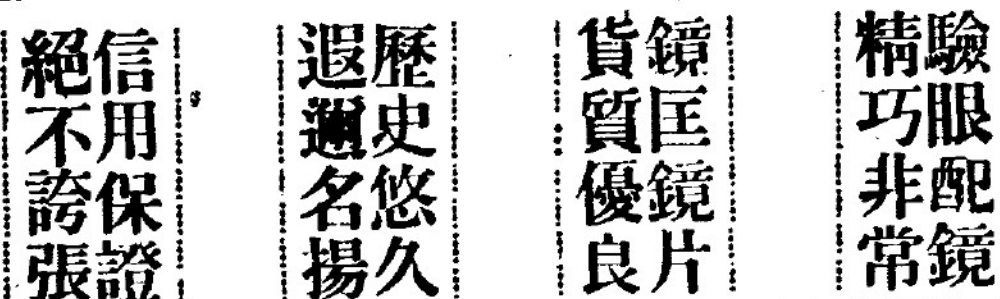 驗眼配鏡
精巧非常
鏡匡鏡片
貨質優良
歷史悠久
遐邇名揚
信用保證
絕不誇張